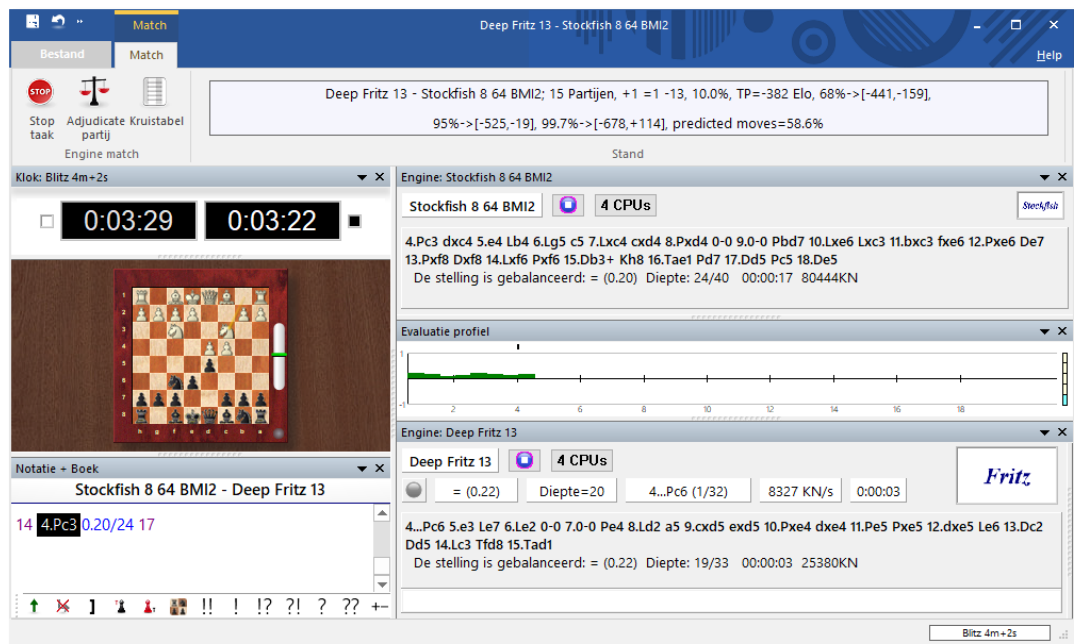 Match
Deep Fritz 13 - Stockfish 8 64 BMI2
Bestand
Match
Help
STOP
Stop taak
Adjudicate partij
Kruistabel
Engine match
Deep Fritz 13 - Stockfish 8 64 BMI2; 15 Partijen, +1 =1 -13, 10.0%, TP=-382 Elo, 68%->[-441,-159],
95%->[-525,-19], 99.7%->[-678,+114], predicted moves=58.6%
Stand
Klok: Blitz 4m+2s
0:03:29
0:03:22
Engine: Stockfish 8 64 BMI2
Stockfish 8 64 BMI2
4 CPUs
Stockfish
4.Pc3 dxc4 5.e4 Lb4 6.Lg5 c5 7.Lxc4 cxd4 8.Pxd4 0-0 9.0-0 Pbd7 10.Lxe6 Lxc3 11.bxc3 fxe6 12.Pxe6 De7
13.Pxf8 Dxf8 14.Lxf6 Pxf6 15.Db3+ Kh8 16.Tae1 Pd7 17.Dd5 Pc5 18.De5
De stelling is gebalanceerd: = (0.20) Diepte: 24/40 00:00:17 80444KN
1
2
3
4
5
6
7
8
h g f e d c b a
Evaluatie profiel
1
-1
2 4 6 8 10 12 14 16 18
Engine: Deep Fritz 13
Deep Fritz 13
4 CPUs
Fritz
= (0.22)
Diepte=20
4...Pc6 (1/32)
8327 KN/s
0:00:03
4...Pc6 5.e3 Le7 6.Le2 0-0 7.0-0 Pe4 8.Ld2 a5 9.cxd5 exd5 10.Pxe4 dxe4 11.Pe5 Pxe5 12.dxe5 Le6 13.Dc2
Dd5 14.Lc3 Tfd8 15.Tad1
De stelling is gebalanceerd: = (0.22) Diepte: 19/33 00:00:03 25380KN
Notatie + Boek
Stockfish 8 64 BMI2 - Deep Fritz 13
14 4.Pc3 0.20/24 17
] !! ! !? ?! ? ?? +−
Blitz 4m+2s